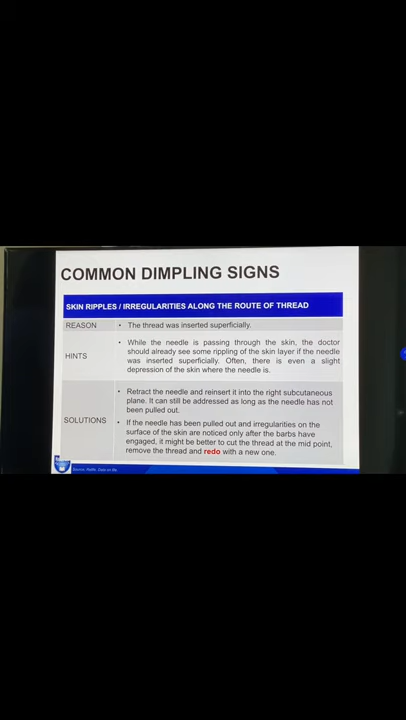 COMMON DIMPLING SIGNS
SKIN RIPPLES / IRREGULARITIES ALONG THE ROUTE OF THREAD
REASON
• The thread was inserted superficially.
HINTS
• While the needle is passing through the skin, the doctor
should already see some rippling of the skin layer if the needle
was inserted superficially. Often, there is even a slight
depression of the skin where the needle is.
SOLUTIONS
• Retract the needle and reinsert it into the right subcutaneous
plane. It can still be addressed as long as the needle has not
been pulled out.
• If the needle has been pulled out and irregularities on the
surface of the skin are noticed only after the barbs have
engaged, it might be better to cut the thread at the mid point,
remove the thread and redo with a new one.